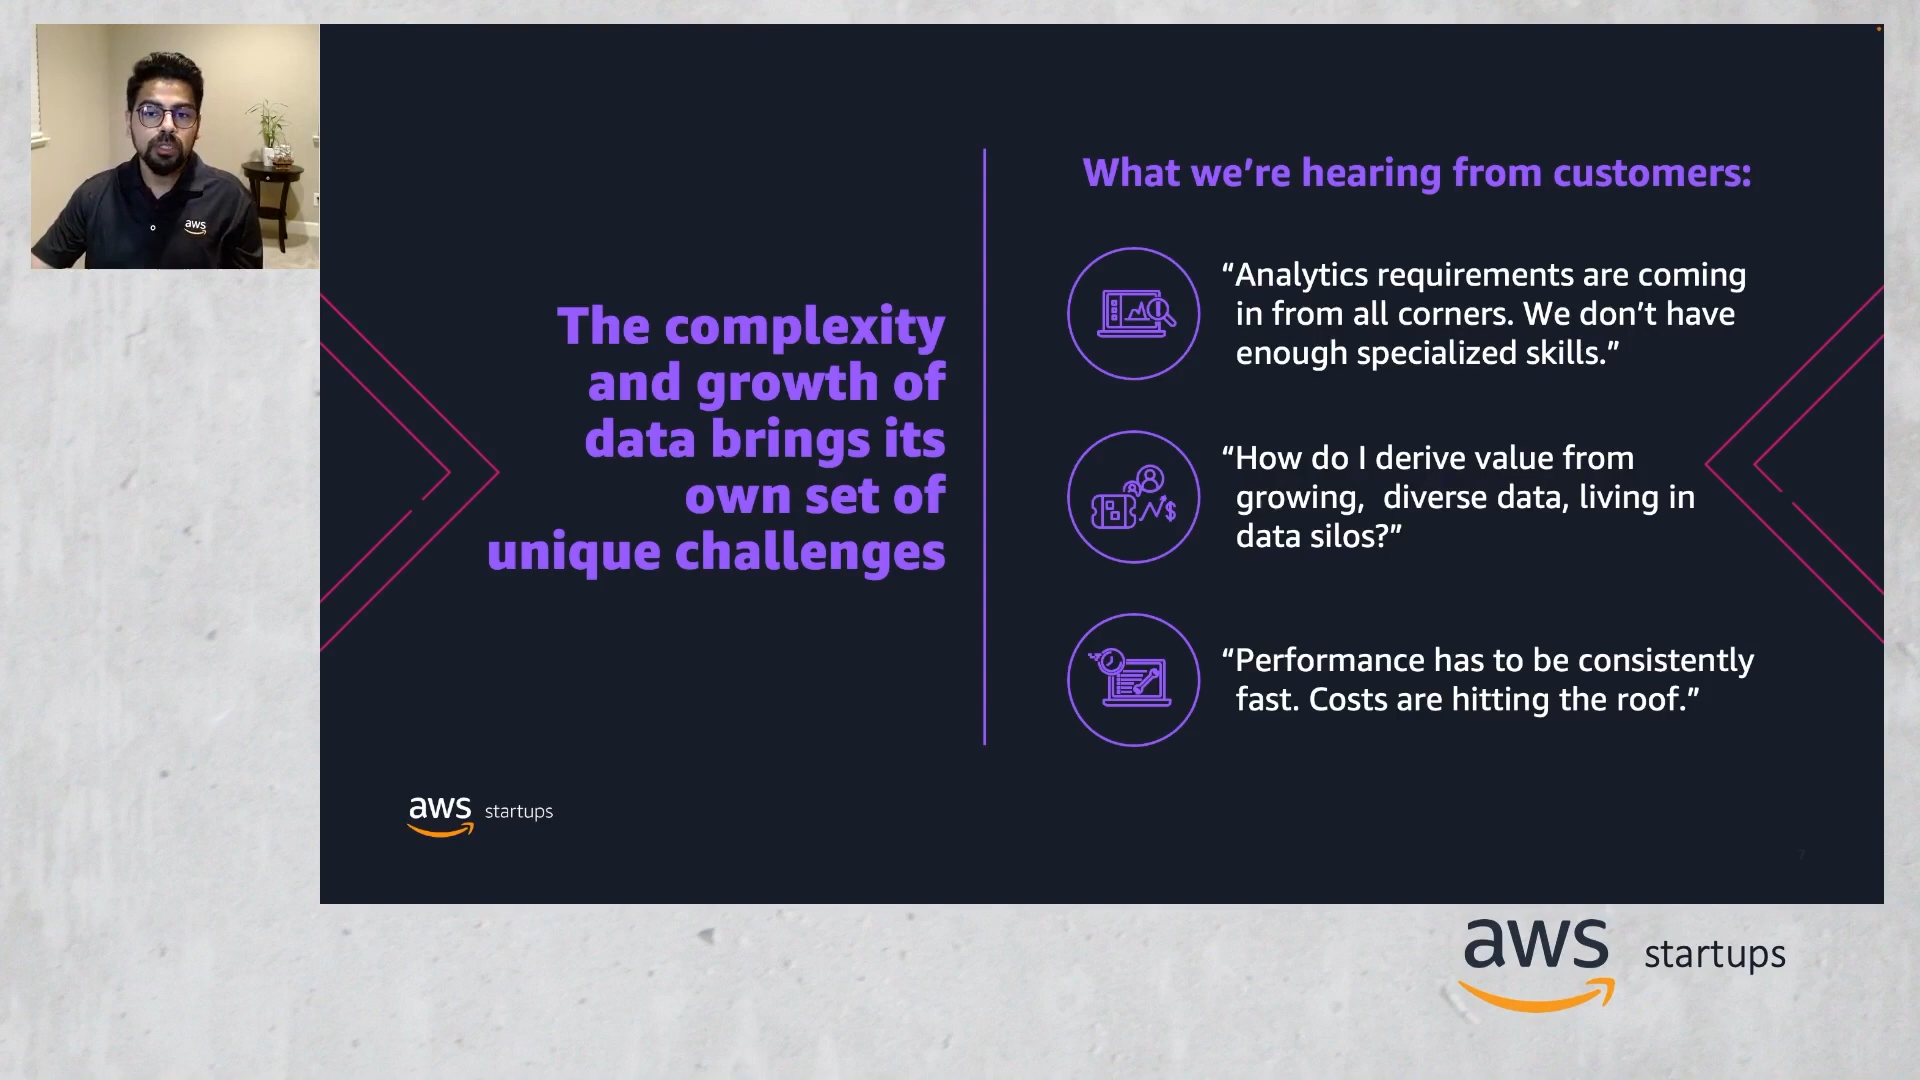 aws
The complexity
and growth of
data brings its
own set of
unique challenges
What we’re hearing from customers:
“Analytics requirements are coming
in from all corners. We don’t have
enough specialized skills.”
“How do I derive value from
growing,  diverse data, living in
data silos?”
“Performance has to be consistently
fast. Costs are hitting the roof.”
aws startups
7
aws startups